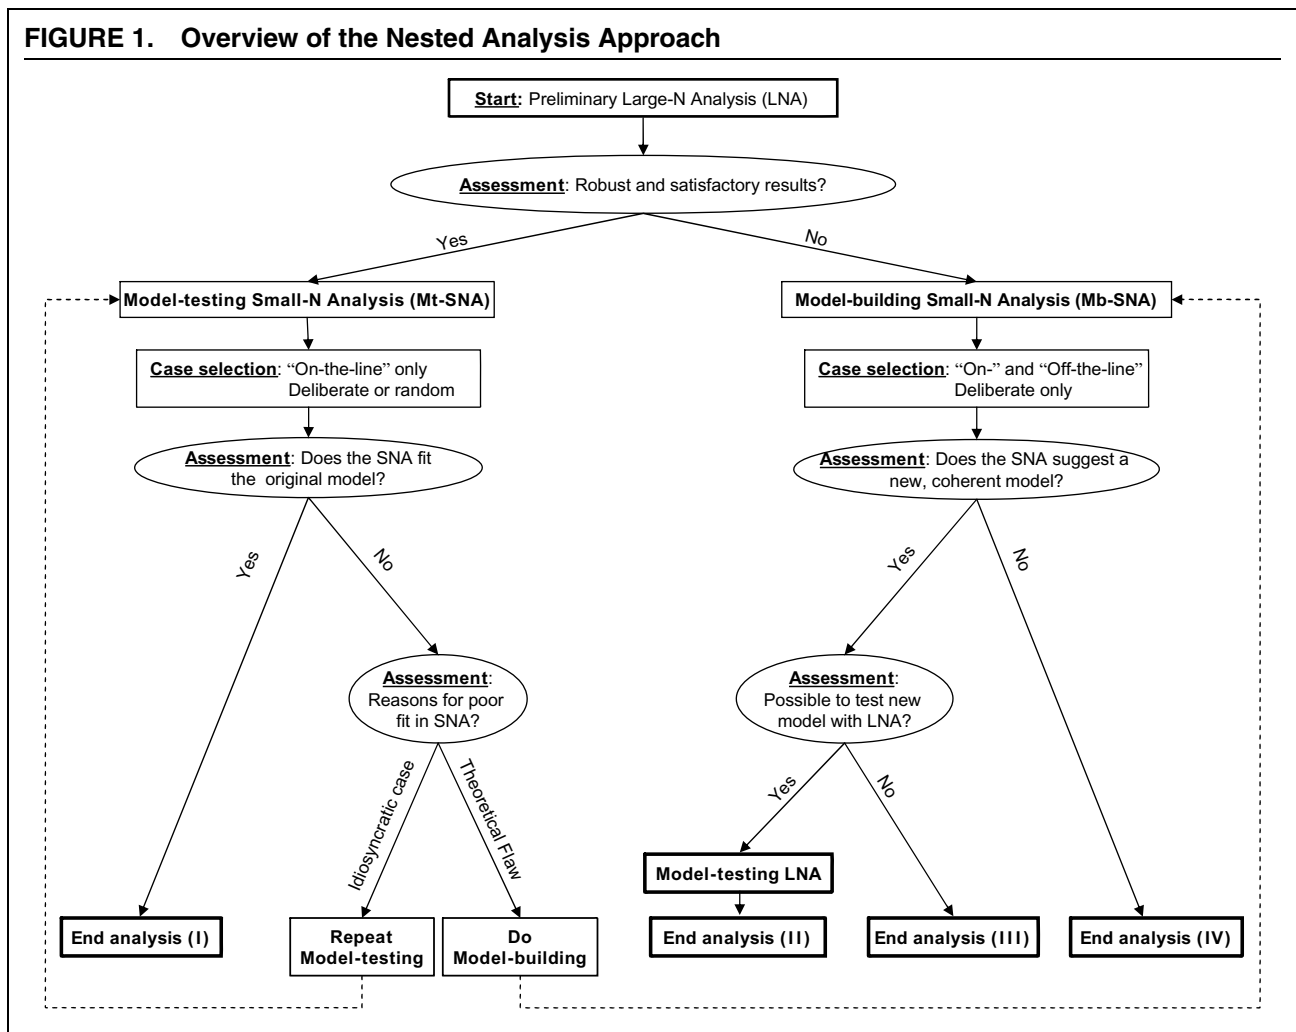 FIGURE 1. Overview of the Nested Analysis Approach
Start: Preliminary Large-N Analysis (LNA)
Assessment: Robust and satisfactory results?
Yes
No
Model-testing Small-N Analysis (Mt-SNA)
Model-building Small-N Analysis (Mb-SNA)
Case selection: “On-the-line” only
Deliberate or random
Case selection: “On-” and “Off-the-line”
Deliberate only
Assessment: Does the SNA fit
the original model?
Assessment: Does the SNA suggest a
new, coherent model?
Yes
No
Yes
No
Assessment:
Reasons for poor
fit in SNA?
Assessment:
Possible to test new
model with LNA?
Idiosyncratic case
Theoretical Flaw
Yes
No
Model-testing LNA
End analysis (I)
Repeat
Model-testing
Do
Model-building
End analysis (II)
End analysis (III)
End analysis (IV)